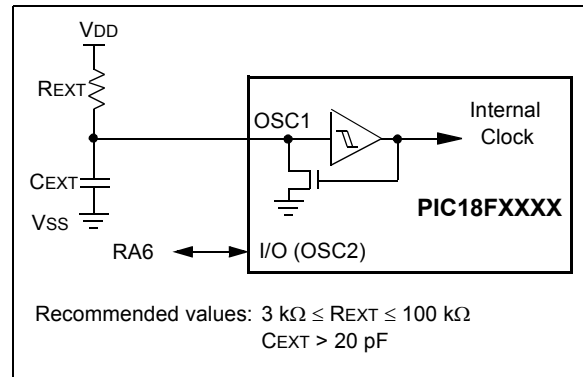 VDD
REXT
OSC1
Internal
Clock
CEXT
VSS
PIC18FXXXX
RA6
I/O (OSC2)
Recommended values: 3 kΩ ≤ REXT ≤ 100 kΩ
CEXT > 20 pF